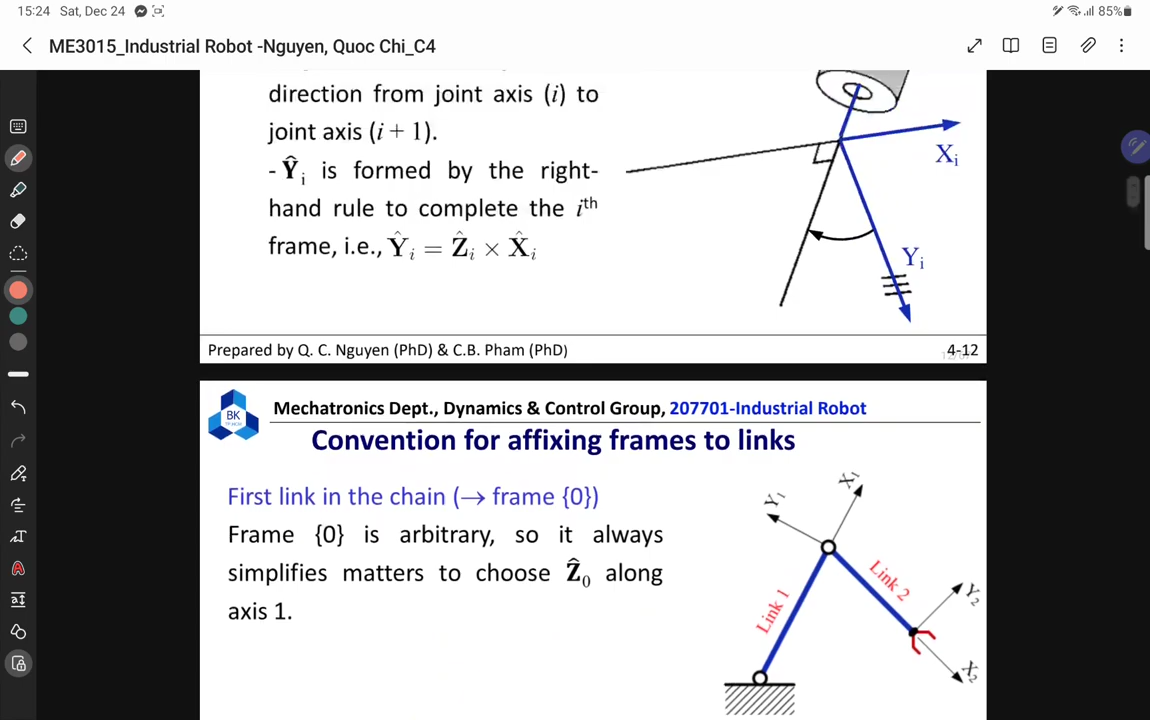 15:24 Sat, Dec 24 85%
ME3015_Industrial Robot -Nguyen, Quoc Chi_C4
direction from joint axis (i) to
joint axis (i + 1).
- Ŷᵢ is formed by the right-
hand rule to complete the iᵗʰ
frame, i.e., Ŷᵢ = Ẑᵢ × X̂ᵢ
Xᵢ
Yᵢ
Prepared by Q. C. Nguyen (PhD) & C.B. Pham (PhD)
4-12
BK
TP.HCM
Mechatronics Dept., Dynamics & Control Group, 207701-Industrial Robot
Convention for affixing frames to links
First link in the chain (→ frame {0})
Frame {0} is arbitrary, so it always
simplifies matters to choose Ẑ₀ along
axis 1.
Y₁
X₁
Link 1
Link 2
Y₂
X₂